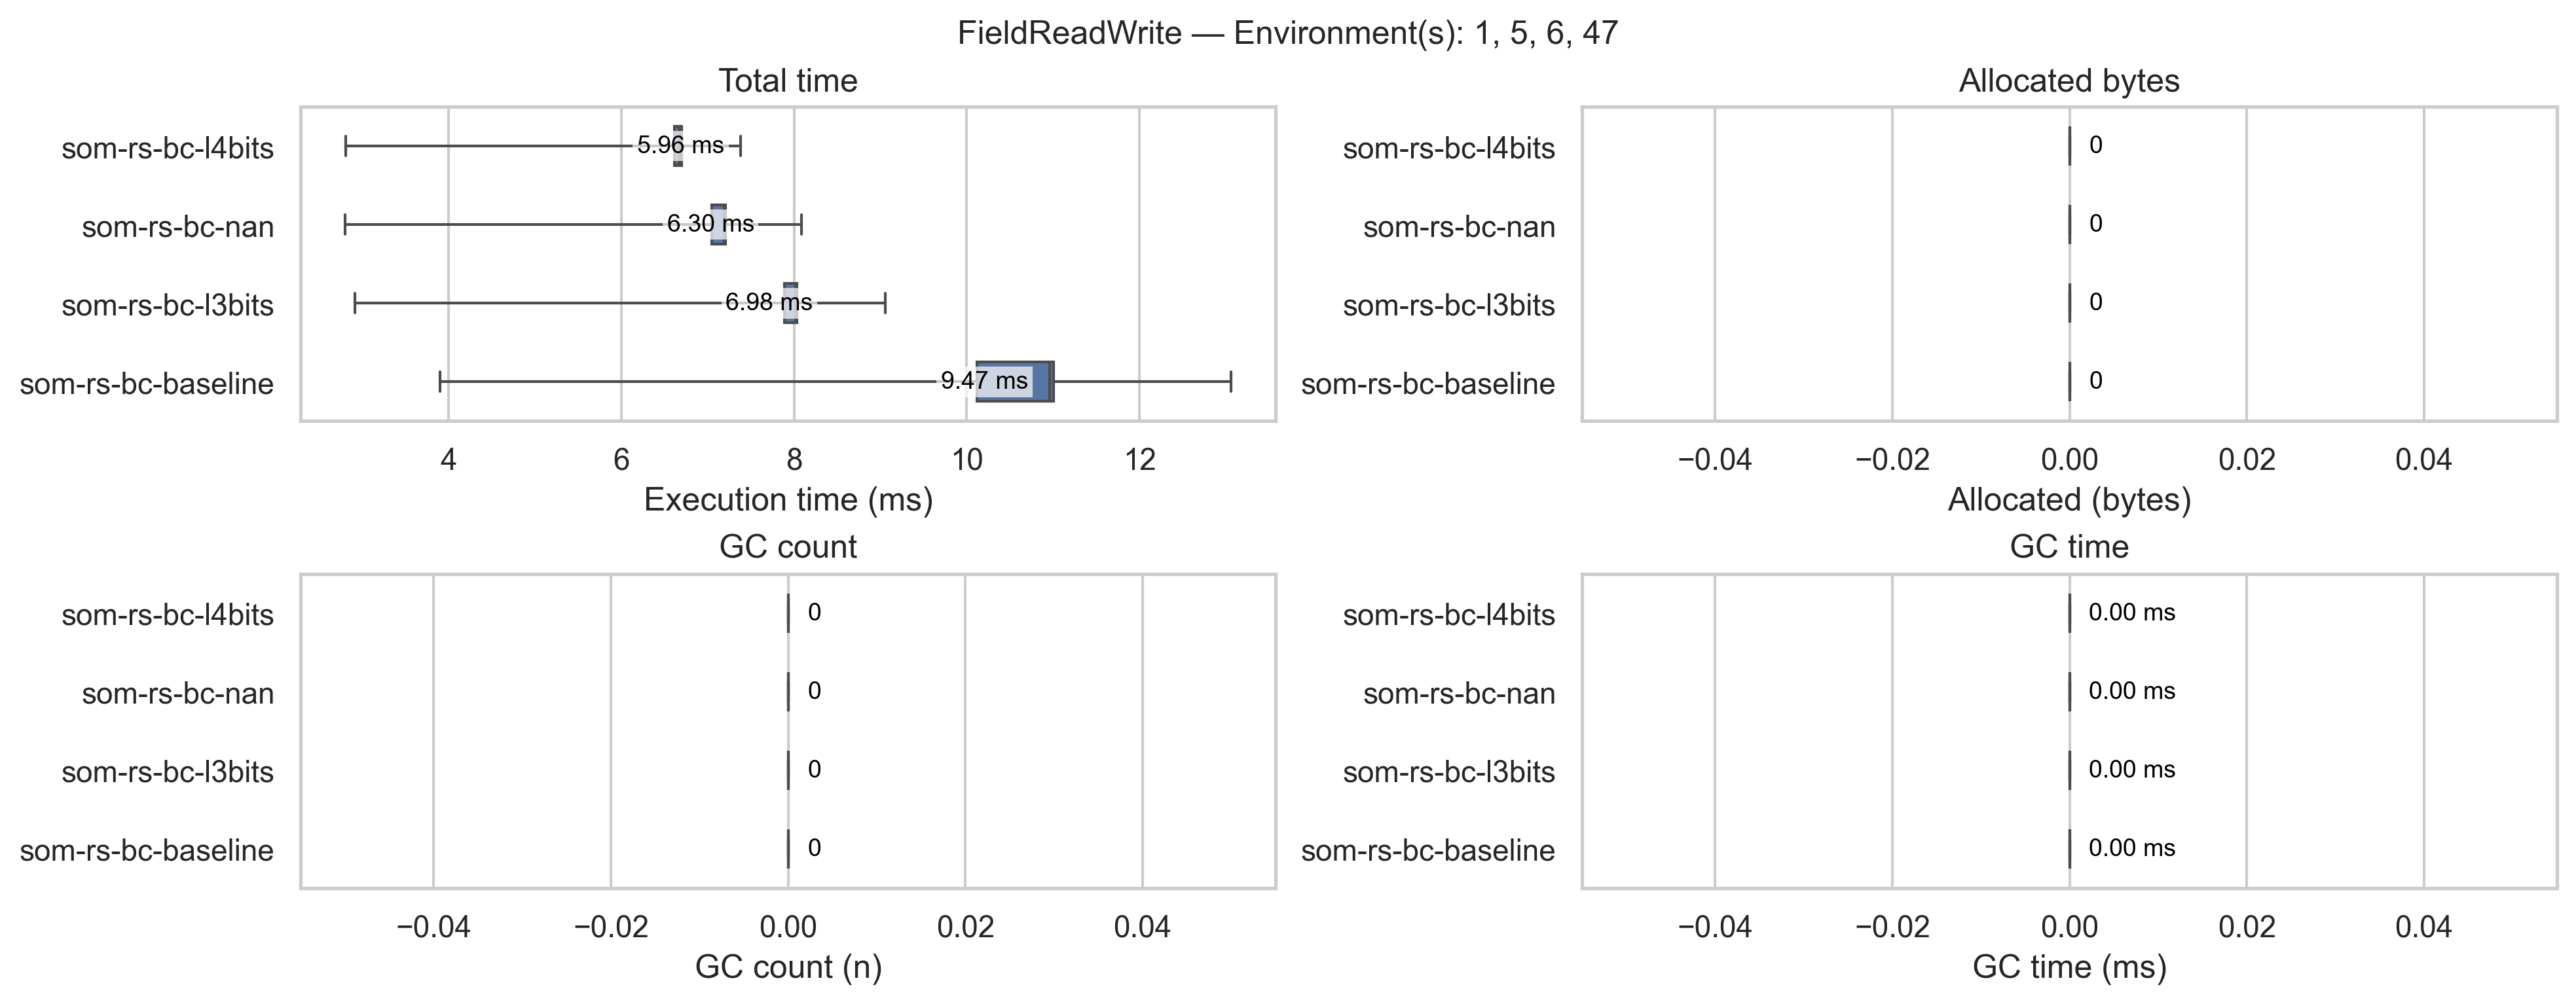 FieldReadWrite — Environment(s): 1, 5, 6, 47
Total time
som-rs-bc-l4bits
5.96 ms
som-rs-bc-nan
6.30 ms
som-rs-bc-l3bits
6.98 ms
som-rs-bc-baseline
9.47 ms
4 6 8 10 12
Execution time (ms)
Allocated bytes
som-rs-bc-l4bits
0
som-rs-bc-nan
0
som-rs-bc-l3bits
0
som-rs-bc-baseline
0
−0.04 −0.02 0.00 0.02 0.04
Allocated (bytes)
GC count
som-rs-bc-l4bits
0
som-rs-bc-nan
0
som-rs-bc-l3bits
0
som-rs-bc-baseline
0
−0.04 −0.02 0.00 0.02 0.04
GC count (n)
GC time
som-rs-bc-l4bits
0.00 ms
som-rs-bc-nan
0.00 ms
som-rs-bc-l3bits
0.00 ms
som-rs-bc-baseline
0.00 ms
−0.04 −0.02 0.00 0.02 0.04
GC time (ms)